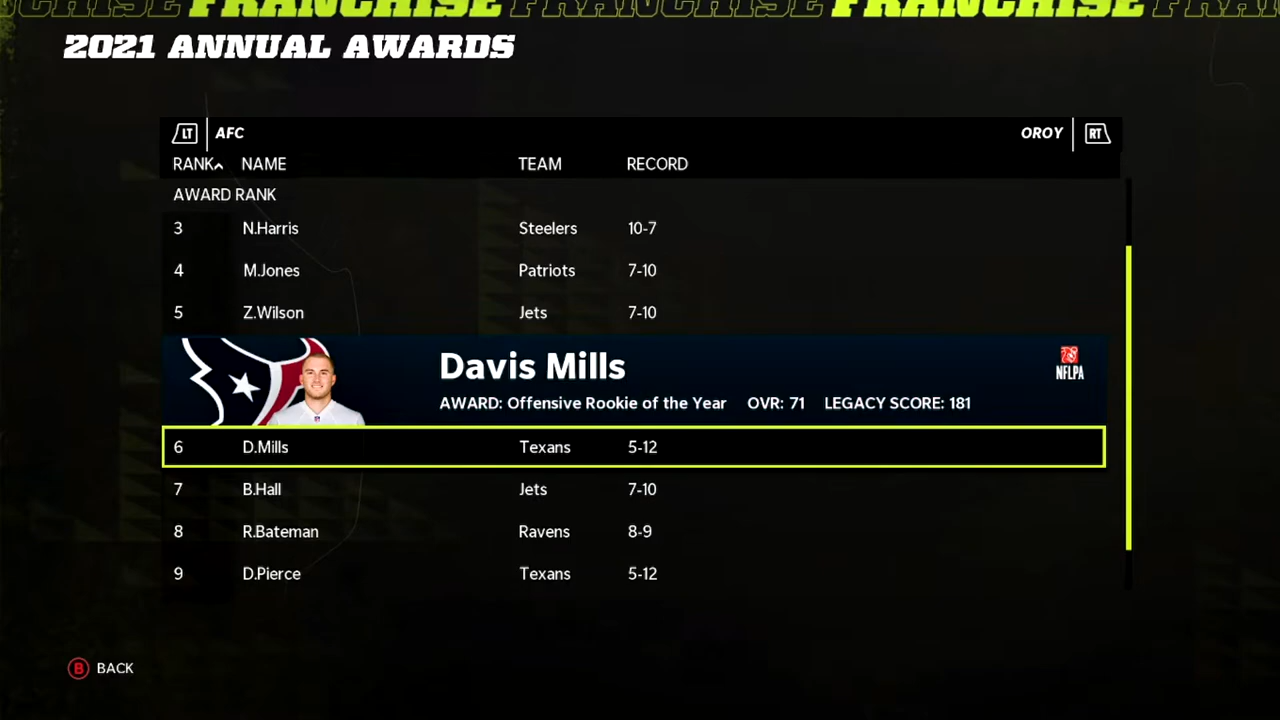 CHISE FRANCHISE FRANCHISE FRANCHISE FRAN
2021 ANNUAL AWARDS
LT AFC OROY RT
RANK NAME TEAM RECORD
AWARD RANK
3 N.Harris Steelers 10-7
4 M.Jones Patriots 7-10
5 Z.Wilson Jets 7-10
Davis Mills
NFLPA
AWARD: Offensive Rookie of the Year OVR: 71 LEGACY SCORE: 181
6 D.Mills Texans 5-12
7 B.Hall Jets 7-10
8 R.Bateman Ravens 8-9
9 D.Pierce Texans 5-12
B BACK